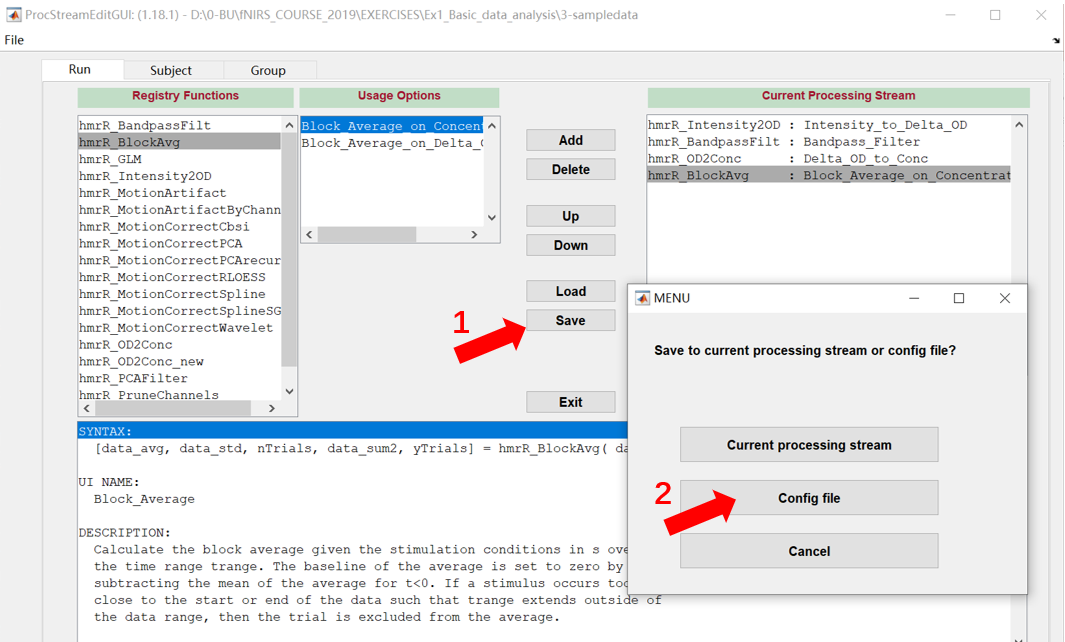 ProcStreamEditGUI: (1.18.1) - D:\0-BU\fNIRS_COURSE_2019\EXERCISES\Ex1_Basic_data_analysis\3-sampledata
File
Run Subject Group
Registry Functions
hmrR_BandpassFilt
hmrR_BlockAvg
hmrR_GLM
hmrR_Intensity2OD
hmrR_MotionArtifact
hmrR_MotionArtifactByChann
hmrR_MotionCorrectCbsi
hmrR_MotionCorrectPCA
hmrR_MotionCorrectPCArecur
hmrR_MotionCorrectRLOESS
hmrR_MotionCorrectSpline
hmrR_MotionCorrectSplineSG
hmrR_MotionCorrectWavelet
hmrR_OD2Conc
hmrR_OD2Conc_new
hmrR_PCAFilter
hmrR_PruneChannels
Usage Options
Block_Average_on_Concent
Block_Average_on_Delta_O
Add
Delete
Up
Down
Load
1
Save
Exit
Current Processing Stream
hmrR_Intensity2OD : Intensity_to_Delta_OD
hmrR_BandpassFilt : Bandpass_Filter
hmrR_OD2Conc : Delta_OD_to_Conc
hmrR_BlockAvg : Block_Average_on_Concentrat
MENU
Save to current processing stream or config file?
Current processing stream
2
Config file
Cancel
SYNTAX:
[data_avg, data_std, nTrials, data_sum2, yTrials] = hmrR_BlockAvg( da
UI NAME:
Block_Average
DESCRIPTION:
Calculate the block average given the stimulation conditions in s ove
the time range trange. The baseline of the average is set to zero by
subtracting the mean of the average for t<0. If a stimulus occurs too
close to the start or end of the data such that trange extends outside of
the data range, then the trial is excluded from the average.